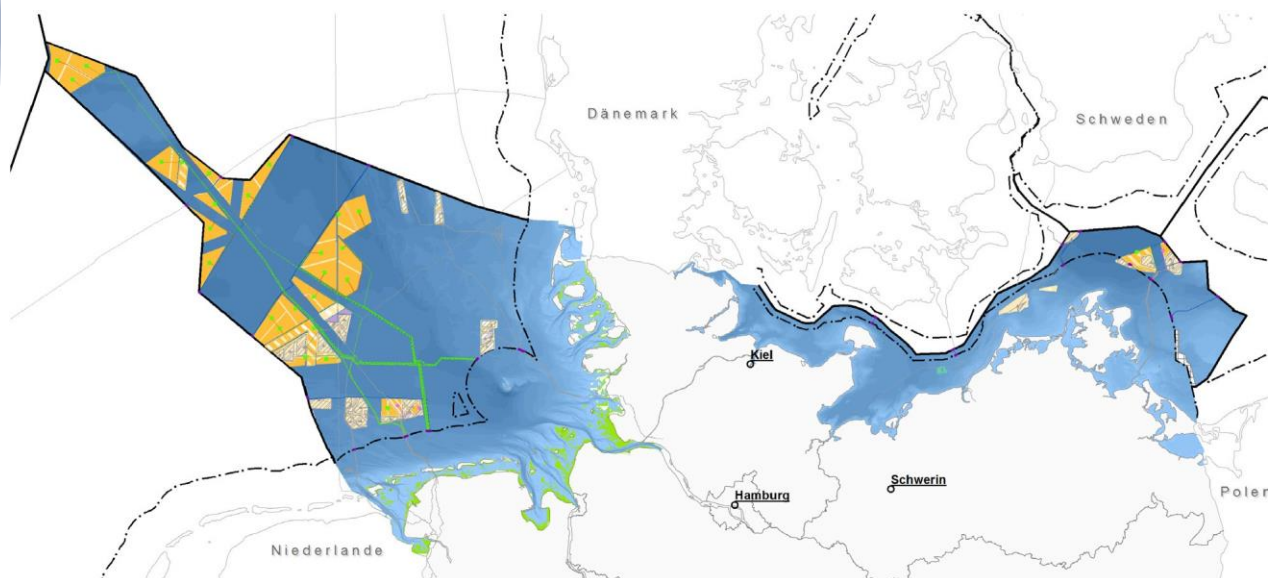 Dänemark
Schweden
Kiel
Schwerin
Hamburg
Polen
Niederlande